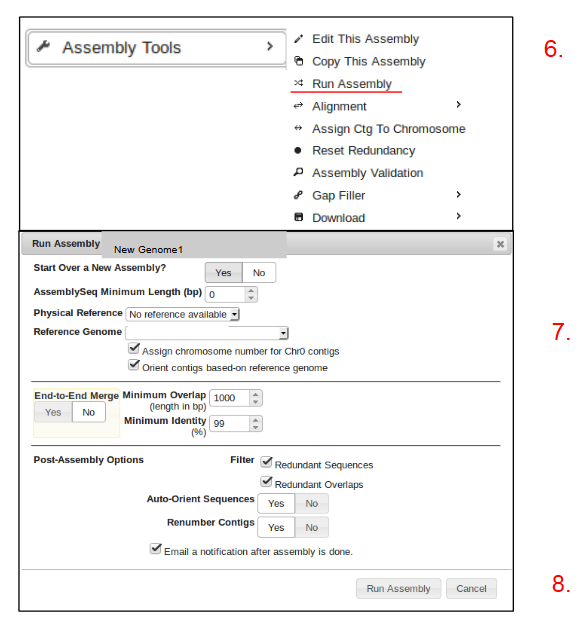 Assembly Tools
Edit This Assembly
6.
Copy This Assembly
Run Assembly
Alignment
Assign Ctg To Chromosome
Reset Redundancy
Assembly Validation
Gap Filler
Download
Run Assembly New Genome1
Start Over a New Assembly? Yes No
AssemblySeq Minimum Length (bp) 0
Physical Reference No reference available
7.
Reference Genome
Assign chromosome number for Chr0 contigs
Orient contigs based-on reference genome
End-to-End Merge Minimum Overlap 1000
(length in bp)
Yes No Minimum Identity 99
(%)
Post-Assembly Options Filter Redundant Sequences
Redundant Overlaps
Auto-Orient Sequences Yes No
Renumber Contigs Yes No
Email a notification after assembly is done.
Run Assembly Cancel
8.